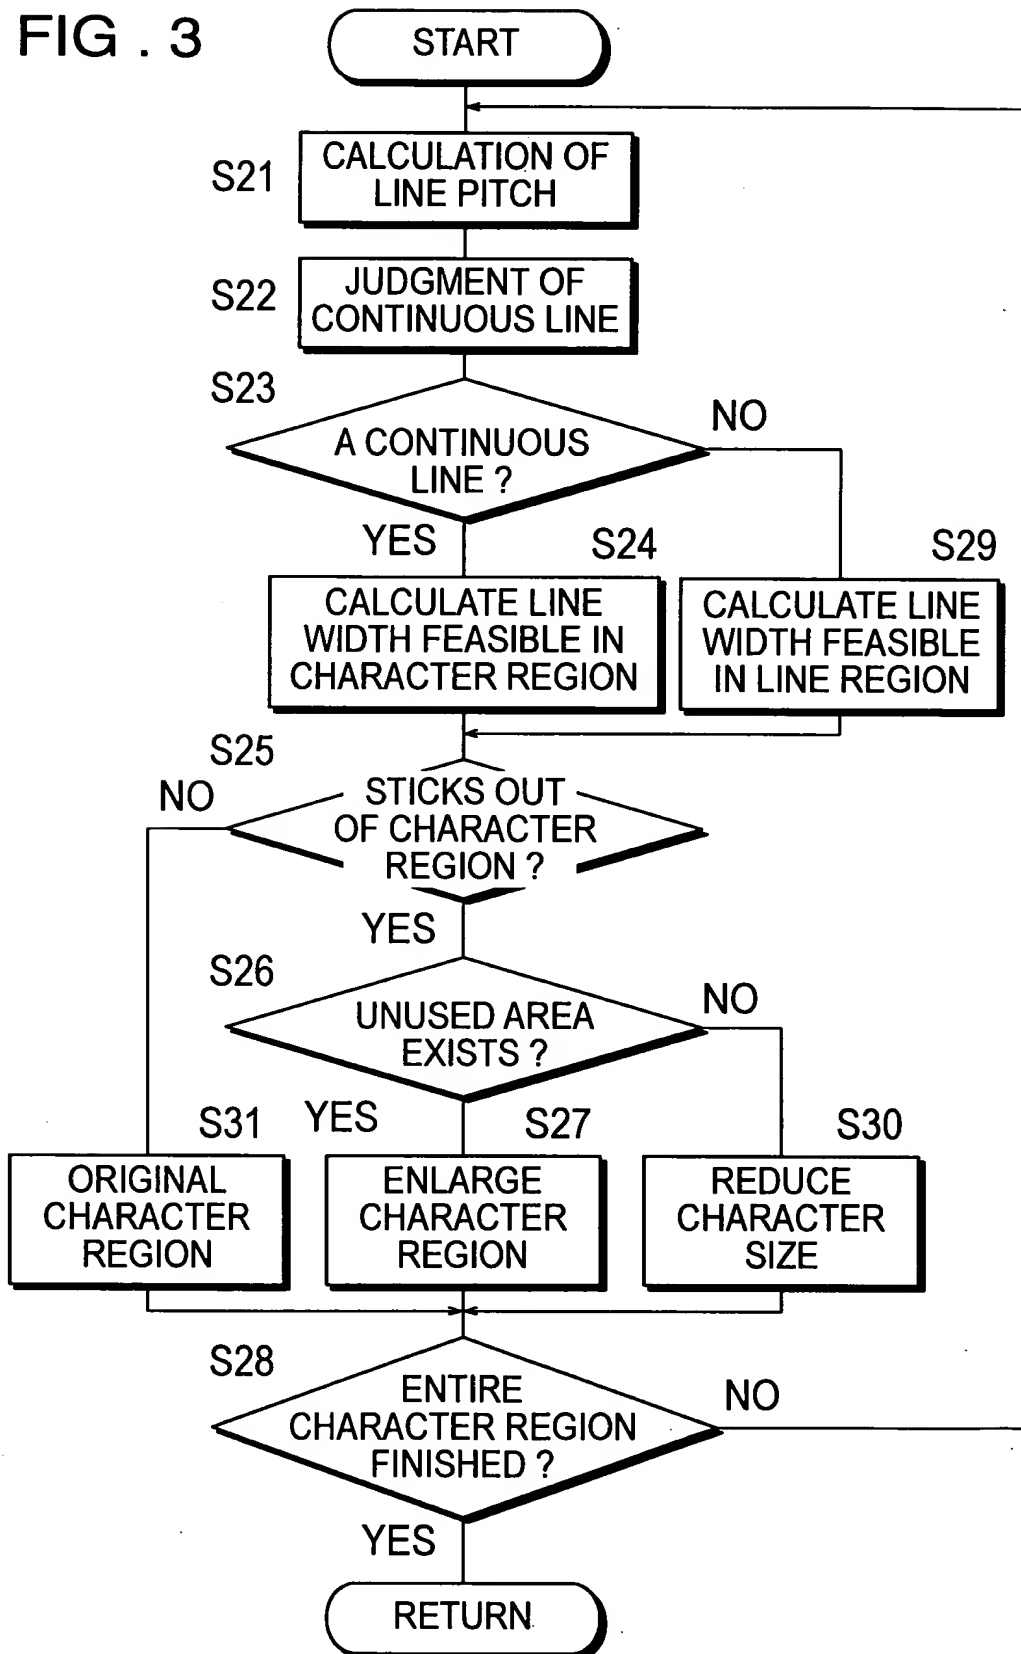 FIG . 3
START
S21
CALCULATION OF
LINE PITCH
S22
JUDGMENT OF
CONTINUOUS LINE
S23
A CONTINUOUS
LINE ?
NO
YES
S24
CALCULATE LINE
WIDTH FEASIBLE IN
CHARACTER REGION
S29
CALCULATE LINE
WIDTH FEASIBLE
IN LINE REGION
S25
NO
STICKS OUT
OF CHARACTER
REGION ?
YES
S26
UNUSED AREA
EXISTS ?
NO
YES
S31
ORIGINAL
CHARACTER
REGION
S27
ENLARGE
CHARACTER
REGION
S30
REDUCE
CHARACTER
SIZE
S28
ENTIRE
CHARACTER REGION
FINISHED ?
NO
YES
RETURN